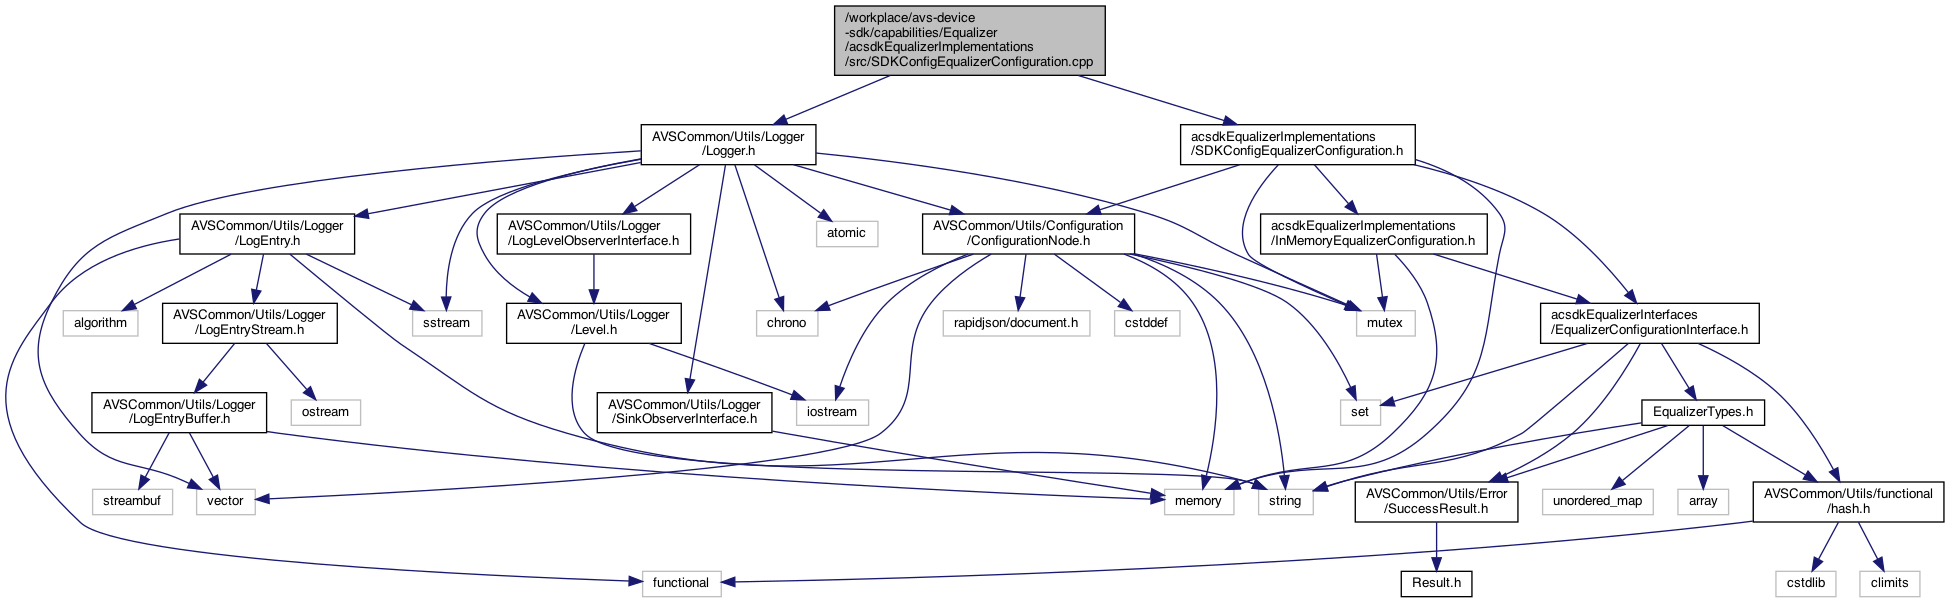 /workplace/avs-device
-sdk/capabilities/Equalizer
/acsdkEqualizerImplementations
/src/SDKConfigEqualizerConfiguration.cpp
AVSCommon/Utils/Logger
/Logger.h
acsdkEqualizerImplementations
/SDKConfigEqualizerConfiguration.h
AVSCommon/Utils/Logger
/LogEntry.h
AVSCommon/Utils/Logger
/LogLevelObserverInterface.h
atomic
AVSCommon/Utils/Configuration
/ConfigurationNode.h
acsdkEqualizerImplementations
/InMemoryEqualizerConfiguration.h
algorithm
AVSCommon/Utils/Logger
/LogEntryStream.h
sstream
AVSCommon/Utils/Logger
/Level.h
chrono
rapidjson/document.h
cstddef
mutex
acsdkEqualizerInterfaces
/EqualizerConfigurationInterface.h
AVSCommon/Utils/Logger
/LogEntryBuffer.h
ostream
AVSCommon/Utils/Logger
/SinkObserverInterface.h
iostream
set
EqualizerTypes.h
streambuf
vector
memory
string
AVSCommon/Utils/Error
/SuccessResult.h
unordered_map
array
AVSCommon/Utils/functional
/hash.h
functional
Result.h
cstdlib
climits